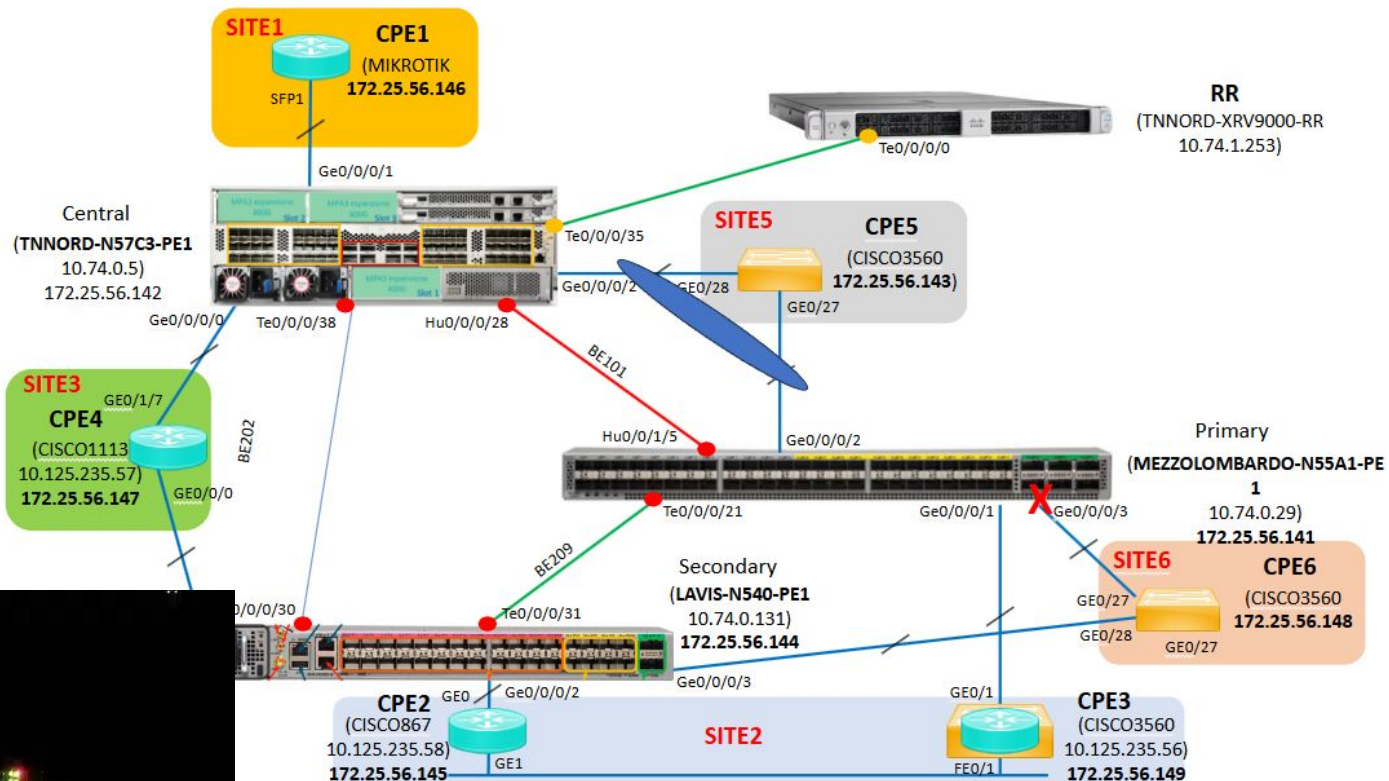 SITE1
CPE1
(MIKROTIK
172.25.56.146
SFP1
Ge0/0/0/1
RR
(TNNORD-XRV9000-RR
10.74.1.253)
Te0/0/0/0
Central
(TNNORD-N57C3-PE1
10.74.0.5)
172.25.56.142
Slot 2
Slot 3
Slot 1
Te0/0/0/35
Ge0/0/0/2
Ge0/0/0/0
Te0/0/0/38
Hu0/0/0/28
SITE5
CPE5
(CISCO3560
172.25.56.143)
GE0/28
GE0/27
SITE3
GE0/1/7
CPE4
(CISCO1113
10.125.235.57)
172.25.56.147
GE0/0/0
BE202
BE101
Hu0/0/1/5
Ge0/0/0/2
Primary
(MEZZOLOMBARDO-N55A1-PE
1
10.74.0.29)
172.25.56.141
Te0/0/0/21
Ge0/0/0/1
X
Ge0/0/0/3
BE209
Secondary
(LAVIS-N540-PE1
10.74.0.131)
172.25.56.144
SITE6
CPE6
(CISCO3560
172.25.56.148
GE0/27
GE0/28
GE0/27
0/0/0/30
Te0/0/0/31
Ge0/0/0/3
GE0
Ge0/0/0/2
CPE2
(CISCO867
10.125.235.58)
172.25.56.145
GE1
SITE2
GE0/1
CPE3
(CISCO3560
10.125.235.56)
172.25.56.149
FE0/1